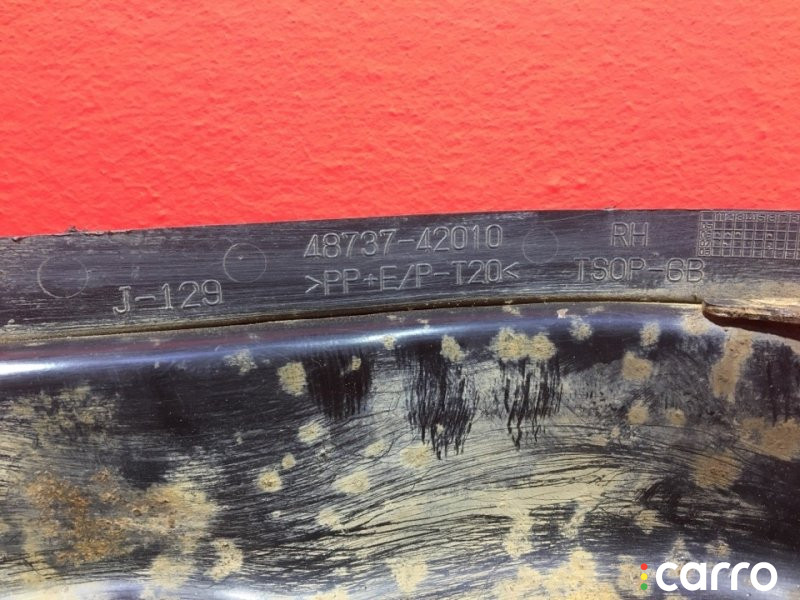 48737-42010 RH
J-129 >PP+E/P-T20< TSOP-6B
carro